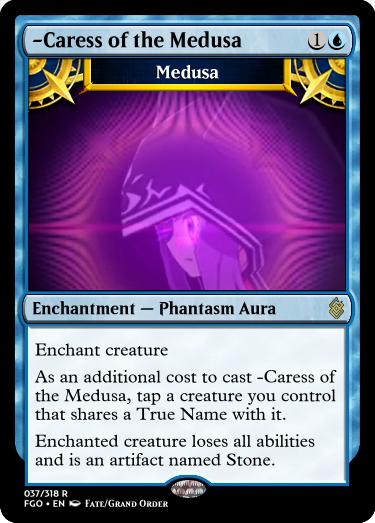 -Caress of the Medusa 1
Medusa
Enchantment — Phantasm Aura
Enchant creature
As an additional cost to cast -Caress of
the Medusa, tap a creature you control
that shares a True Name with it.
Enchanted creature loses all abilities
and is an artifact named Stone.
037/318 R
FGO • EN Fate/Grand Order